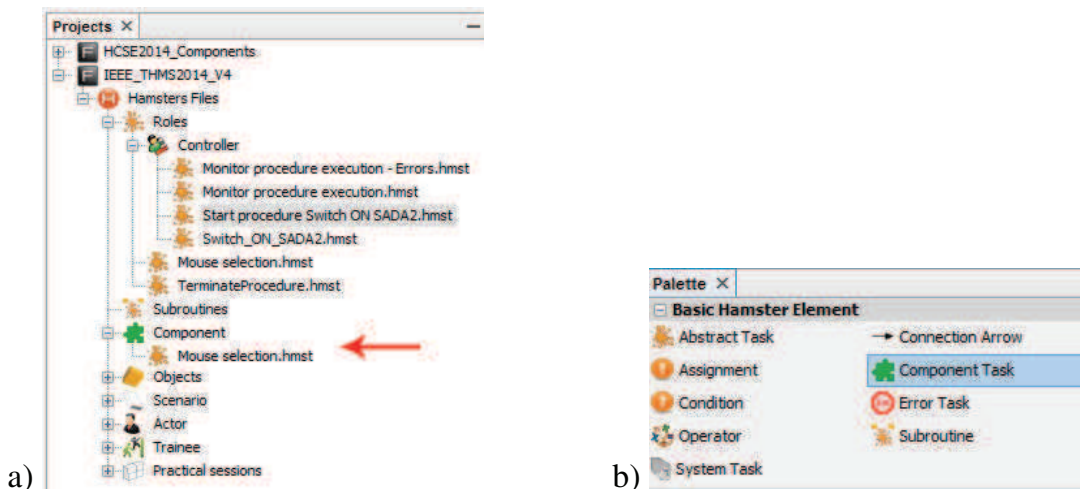 Projects ×
HCSE2014_Components
IEEE_THMS2014_V4
Hamsters Files
Roles
Controller
Monitor procedure execution - Errors.hmst
Monitor procedure execution.hmst
Start procedure Switch ON SADA2.hmst
Switch_ON_SADA2.hmst
Mouse selection.hmst
TerminateProcedure.hmst
Subroutines
Component
Mouse selection.hmst
Objects
Scenario
Actor
Trainee
Practical sessions
a)
Palette ×
Basic Hamster Element
Abstract Task Connection Arrow
Assignment Component Task
Condition Error Task
Operator Subroutine
System Task
b)